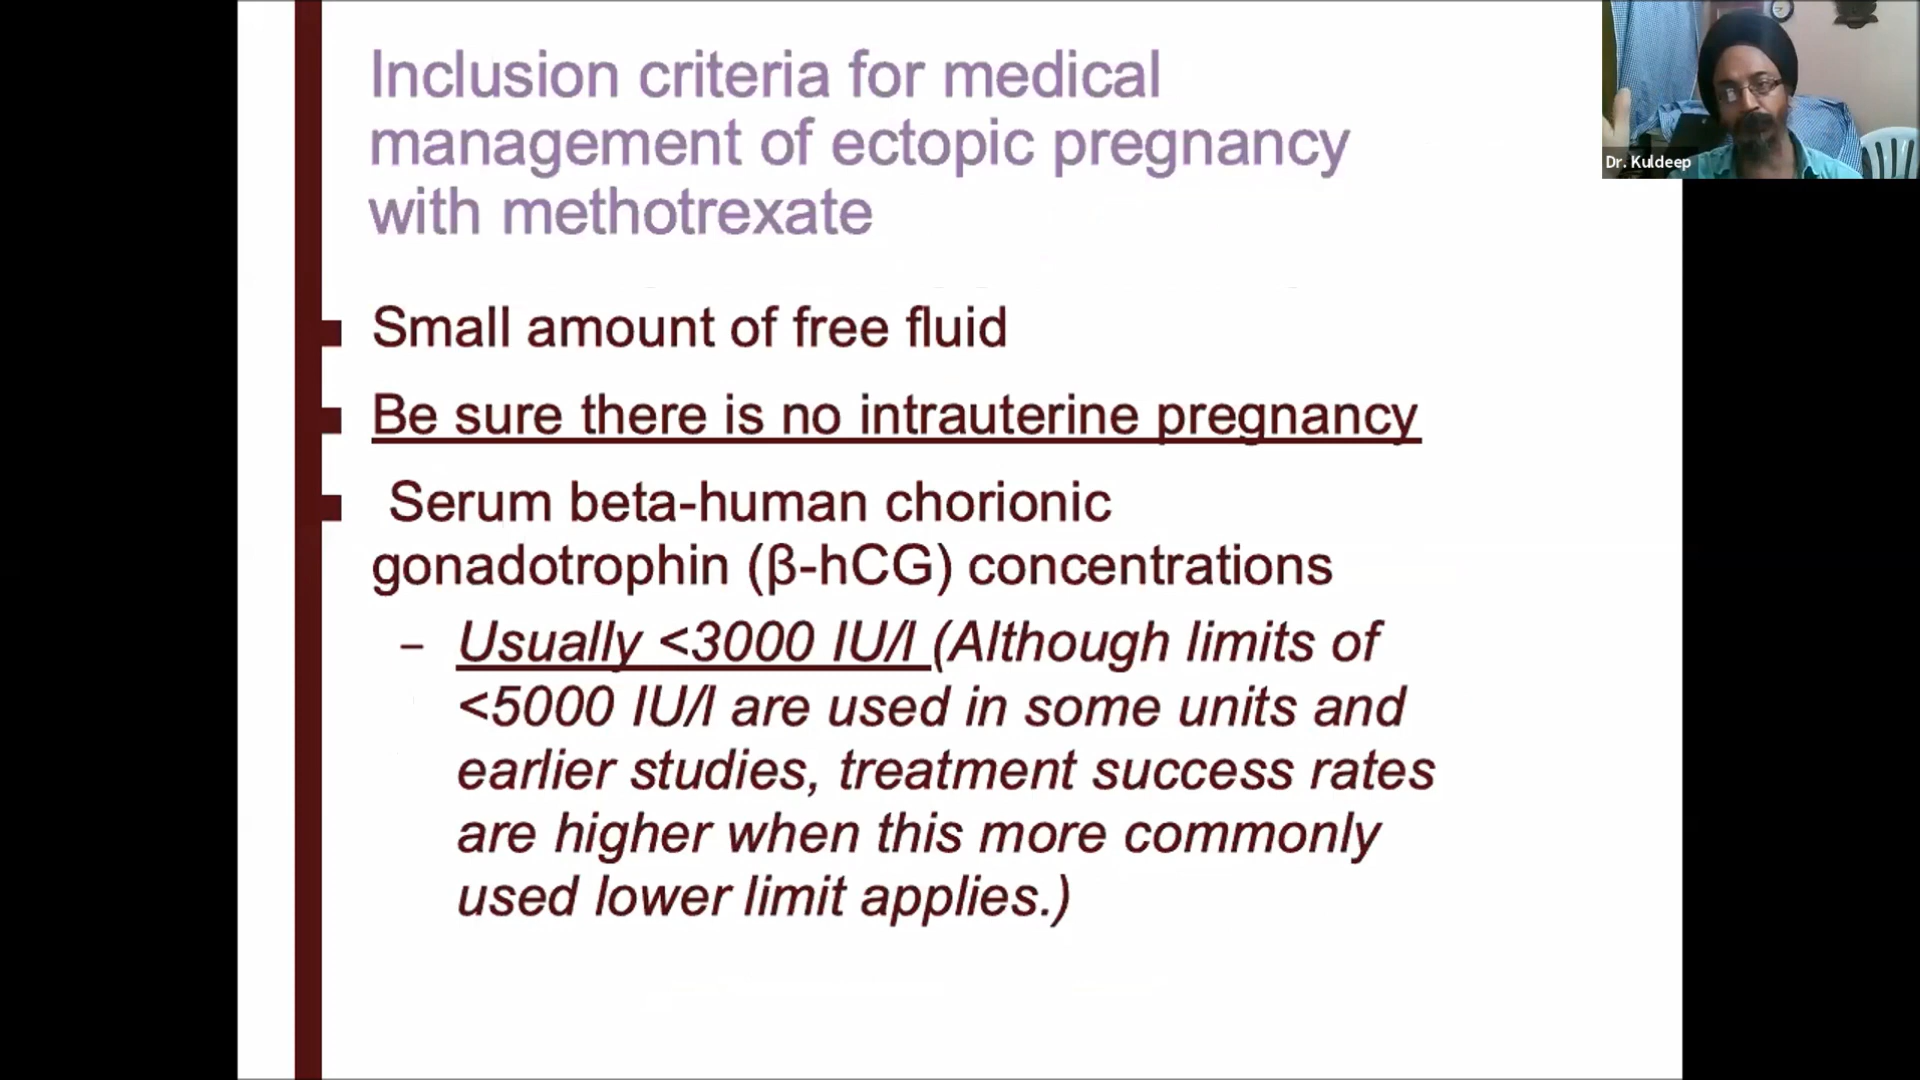 Inclusion criteria for medical
management of ectopic pregnancy
with methotrexate
Dr. Kuldeep
Small amount of free fluid
Be sure there is no intrauterine pregnancy
Serum beta-human chorionic
gonadotrophin (β-hCG) concentrations
– Usually <3000 IU/l (Although limits of
<5000 IU/l are used in some units and
earlier studies, treatment success rates
are higher when this more commonly
used lower limit applies.)